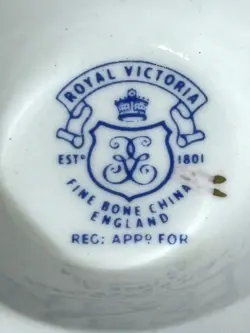 ROYAL VICTORIA
ESTD 1801
FINE BONE CHINA
ENGLAND
REG: APPD FOR